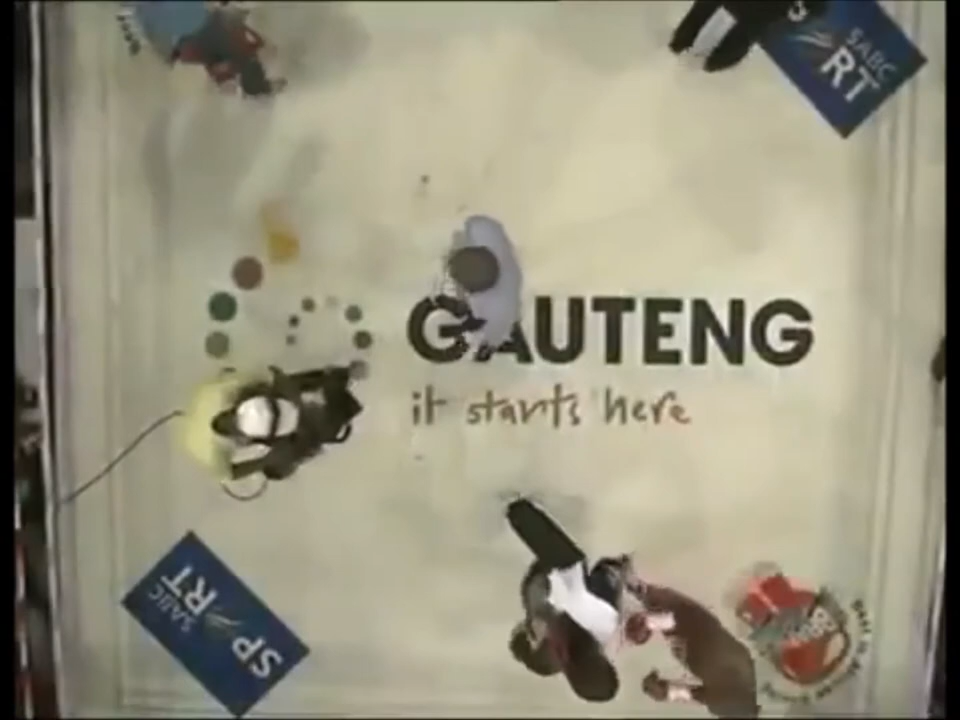 SABC
SPORT
GAUTENG
it starts here
SABC
SPORT